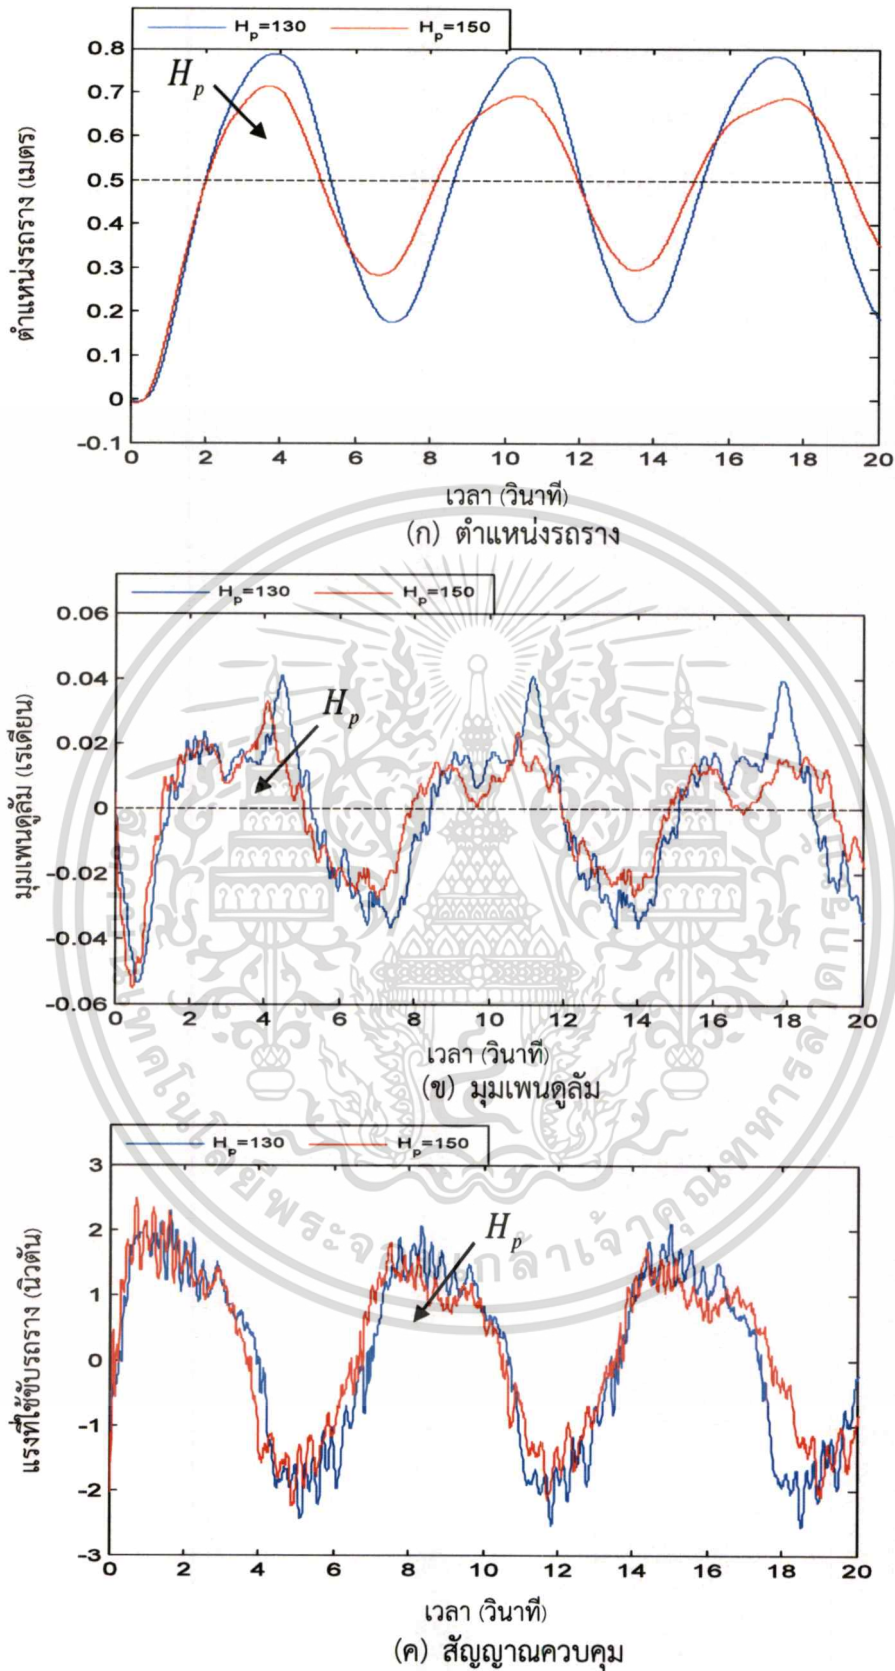 H_p=130 H_p=150
0.8
0.7
0.6
0.5
0.4
0.3
0.2
0.1
0
-0.1
H_p
ตำแหน่งรถราง (เมตร)
0 2 4 6 8 10 12 14 16 18 20
เวลา (วินาที)
(ก) ตำแหน่งรถราง
H_p=130 H_p=150
0.06
0.04
0.02
0
-0.02
-0.04
-0.06
H_p
มุมเพนดูลัม (เรเดียน)
0 2 4 6 8 10 12 14 16 18 20
เวลา (วินาที)
(ข) มุมเพนดูลัม
H_p=130 H_p=150
3
2
1
0
-1
-2
-3
H_p
แรงที่ใช้ขับรถราง (นิวตัน)
0 2 4 6 8 10 12 14 16 18 20
เวลา (วินาที)
(ค) สัญญาณควบคุม